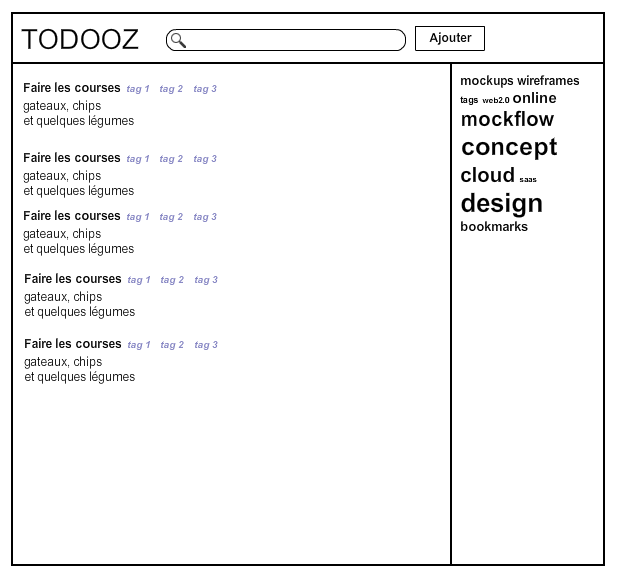 TODOOZ
Ajouter
Faire les courses tag 1 tag 2 tag 3
gateaux, chips
et quelques légumes
Faire les courses tag 1 tag 2 tag 3
gateaux, chips
et quelques légumes
Faire les courses tag 1 tag 2 tag 3
gateaux, chips
et quelques légumes
Faire les courses tag 1 tag 2 tag 3
gateaux, chips
et quelques légumes
Faire les courses tag 1 tag 2 tag 3
gateaux, chips
et quelques légumes
mockups wireframes
tags web2.0 online
mockflow
concept
cloud saas
design
bookmarks